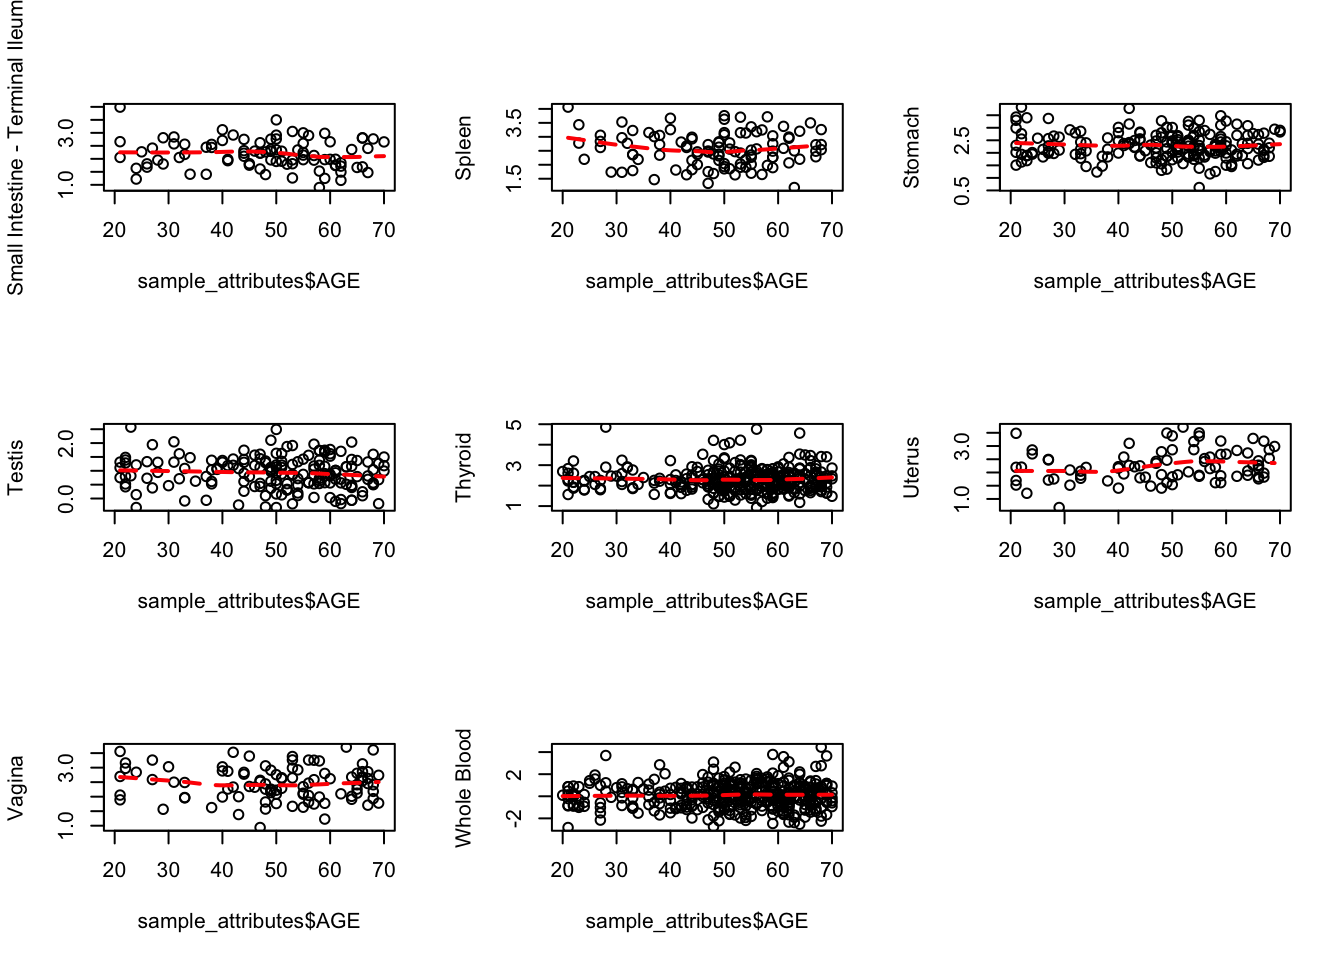 Small Intestine - Terminal Ileum
1.0 3.0
20 30 40 50 60 70
sample_attributes$AGE
Spleen
1.5 3.5
20 30 40 50 60 70
sample_attributes$AGE
Stomach
0.5 2.5
20 30 40 50 60 70
sample_attributes$AGE
Testis
0.0 2.0
20 30 40 50 60 70
sample_attributes$AGE
Thyroid
1 3 5
20 30 40 50 60 70
sample_attributes$AGE
Uterus
1.0 3.0
20 30 40 50 60 70
sample_attributes$AGE
Vagina
1.0 3.0
20 30 40 50 60 70
sample_attributes$AGE
Whole Blood
-2 2
20 30 40 50 60 70
sample_attributes$AGE